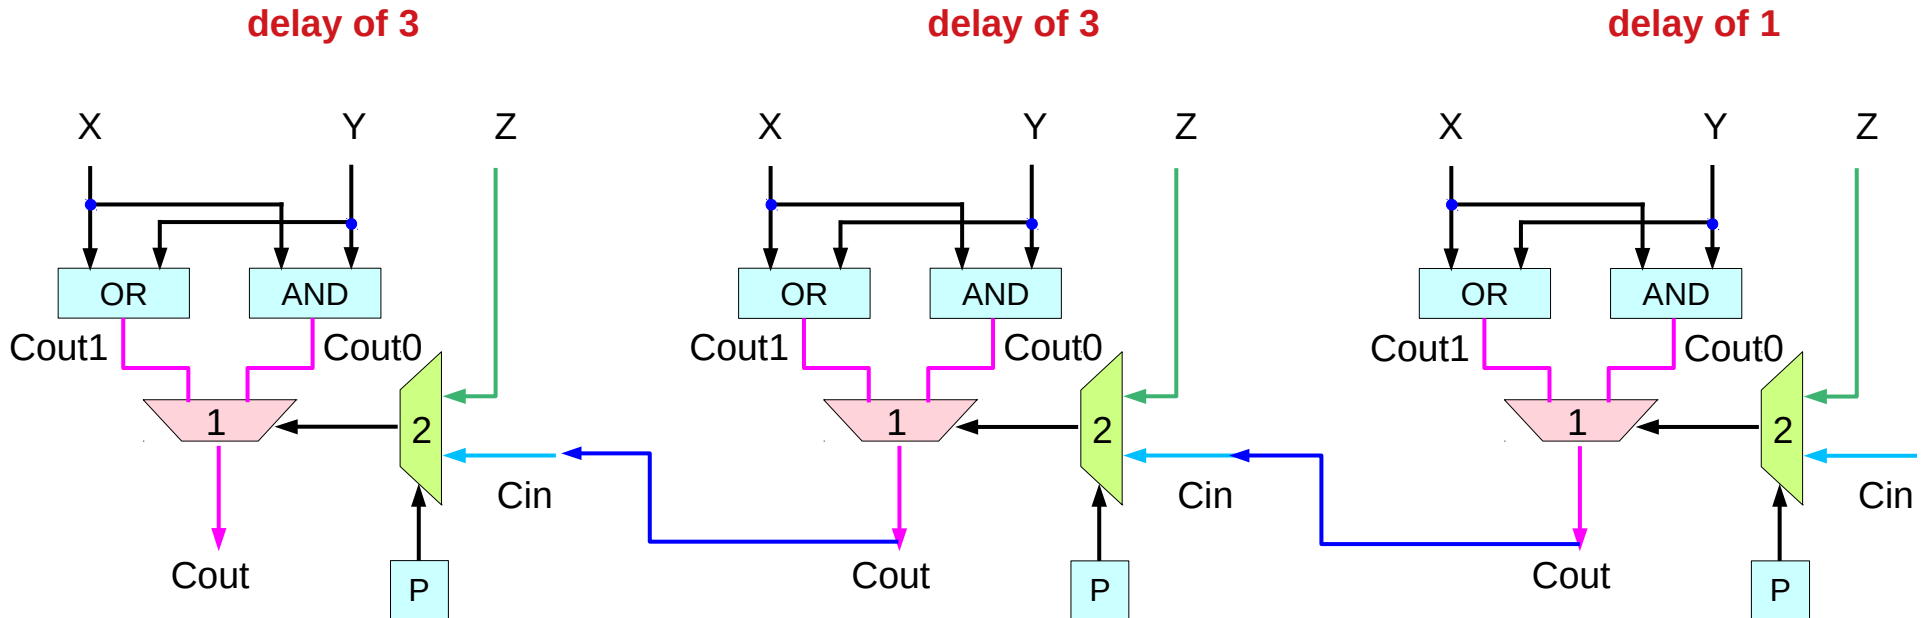 delay of 3 delay of 3 delay of 1
X Y Z X Y Z X Y Z
OR AND OR AND OR AND
Cout1 Cout0 Cout1 Cout0 Cout1 Cout0
1 2 1 2 1 2
Cin Cin Cin
Cout Cout Cout
P P P